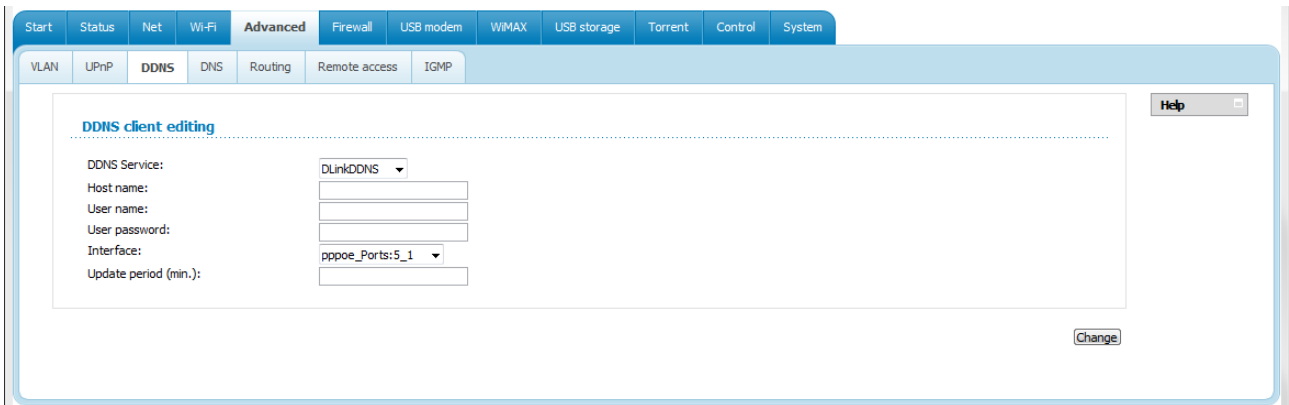 Start Status Net Wi-Fi Advanced Firewall USB modem WiMAX USB storage Torrent Control System
VLAN UPnP DDNS DNS Routing Remote access IGMP
Help
DDNS client editing
DDNS Service: DLinkDDNS
Host name:
User name:
User password:
Interface: pppoe_Ports:5_1
Update period (min.):
Change